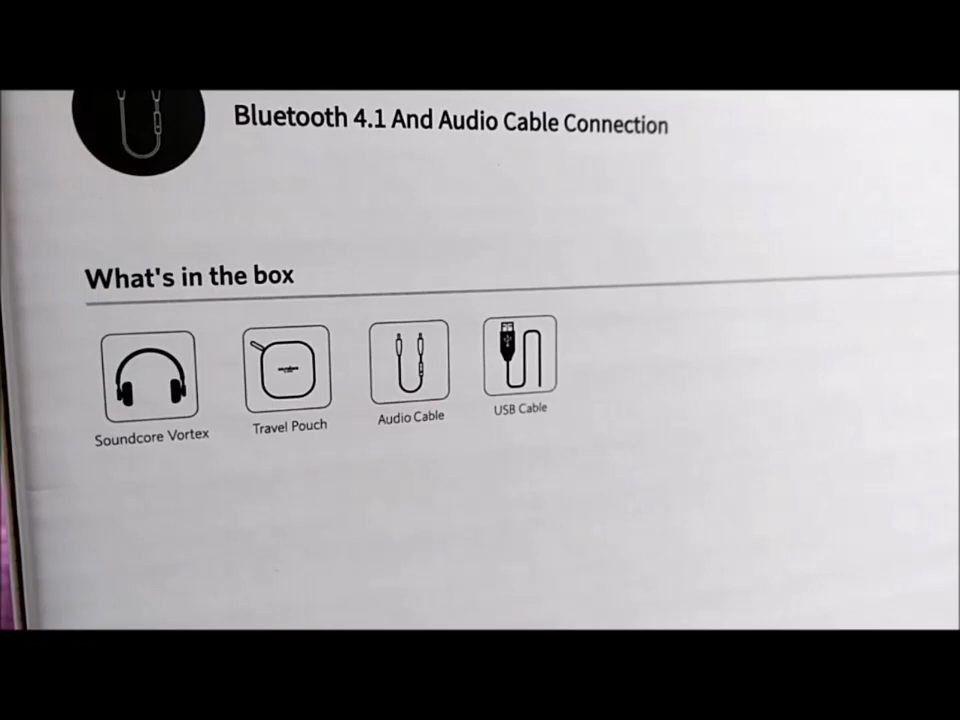 Bluetooth 4.1 And Audio Cable Connection
What's in the box
Soundcore Vortex
Travel Pouch
Audio Cable
USB Cable